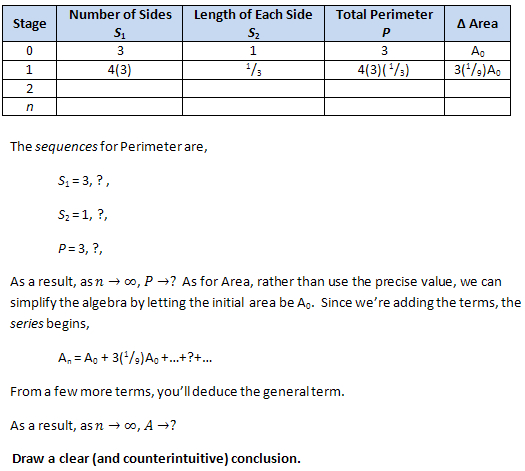 Stage | Number of Sides S₁ | Length of Each Side S₂ | Total Perimeter P | Δ Area
0 | 3 | 1 | 3 | A₀
1 | 4(3) | ¹/₃ | 4(3)(¹/₃) | 3(¹/₉)A₀
2
n
The sequences for Perimeter are,
S₁ = 3, ? ,
S₂ = 1, ?,
P = 3, ?,
As a result, as n → ∞, P →? As for Area, rather than use the precise value, we can
simplify the algebra by letting the initial area be A₀. Since we're adding the terms, the
series begins,
Aₙ = A₀ + 3(¹/₉)A₀ +...+?+...
From a few more terms, you'll deduce the general term.
As a result, as n → ∞, A →?
Draw a clear (and counterintuitive) conclusion.